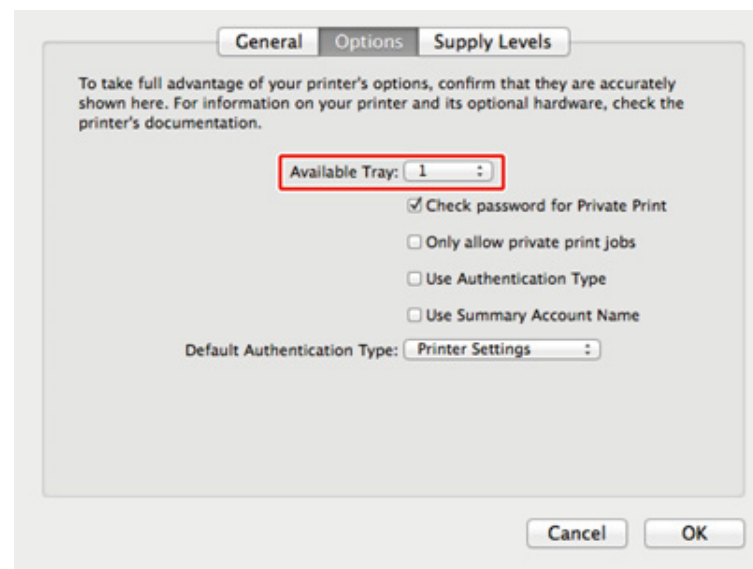 General Options Supply Levels
To take full advantage of your printer's options, confirm that they are accurately
shown here. For information on your printer and its optional hardware, check the
printer's documentation.
Available Tray: 1
Check password for Private Print
Only allow private print jobs
Use Authentication Type
Use Summary Account Name
Default Authentication Type: Printer Settings
Cancel OK